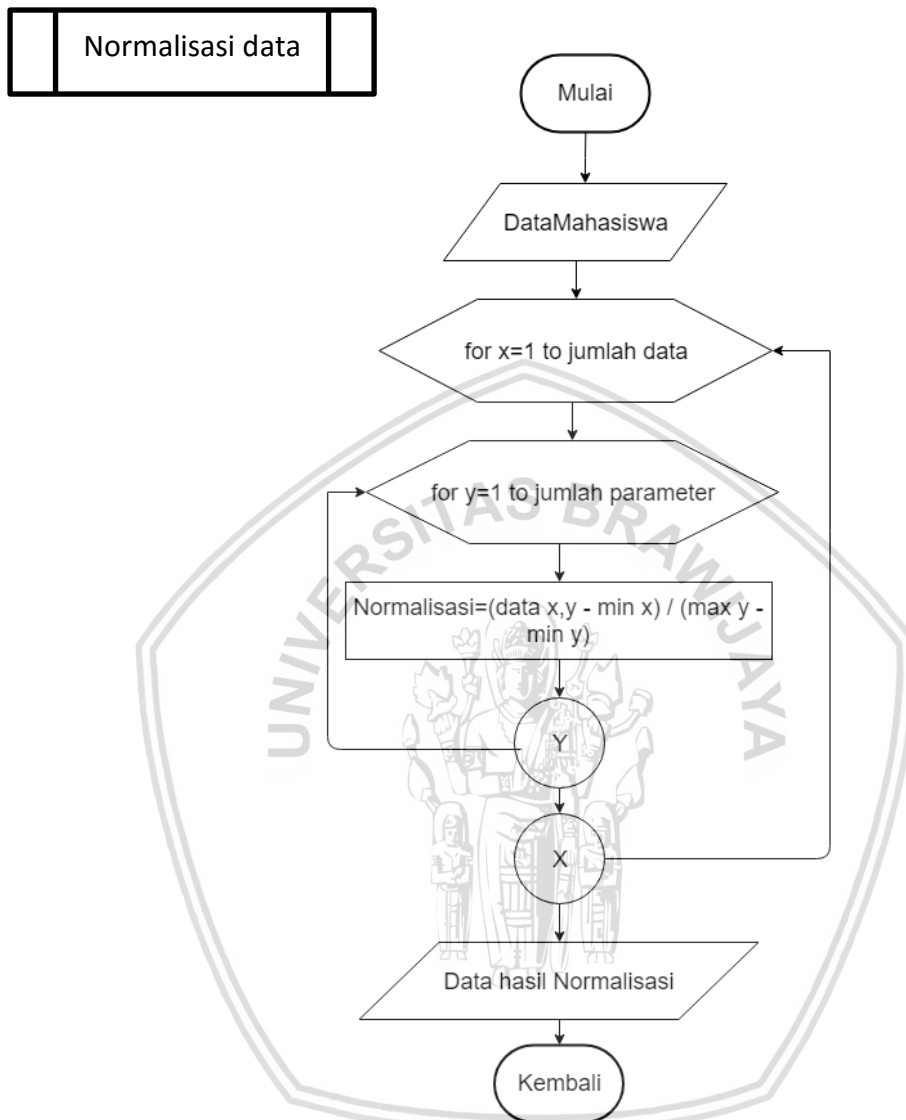 Normalisasi data
Mulai
DataMahasiswa
for x=1 to jumlah data
for y=1 to jumlah parameter
Normalisasi=(data x,y - min x) / (max y -
min y)
Y
X
Data hasil Normalisasi
Kembali
UNIVERSITAS BRAWIJAYA